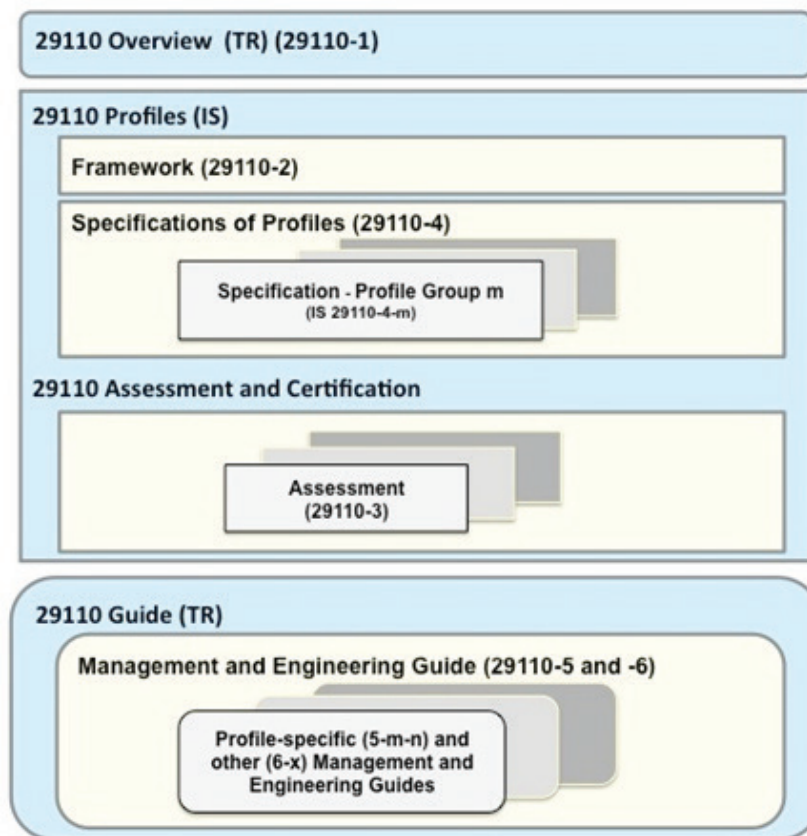 29110 Overview (TR) (29110-1)
29110 Profiles (IS)
Framework (29110-2)
Specifications of Profiles (29110-4)
Specification - Profile Group m
(IS 29110-4-m)
29110 Assessment and Certification
Assessment
(29110-3)
29110 Guide (TR)
Management and Engineering Guide (29110-5 and -6)
Profile-specific (5-m-n) and
other (6-x) Management and
Engineering Guides